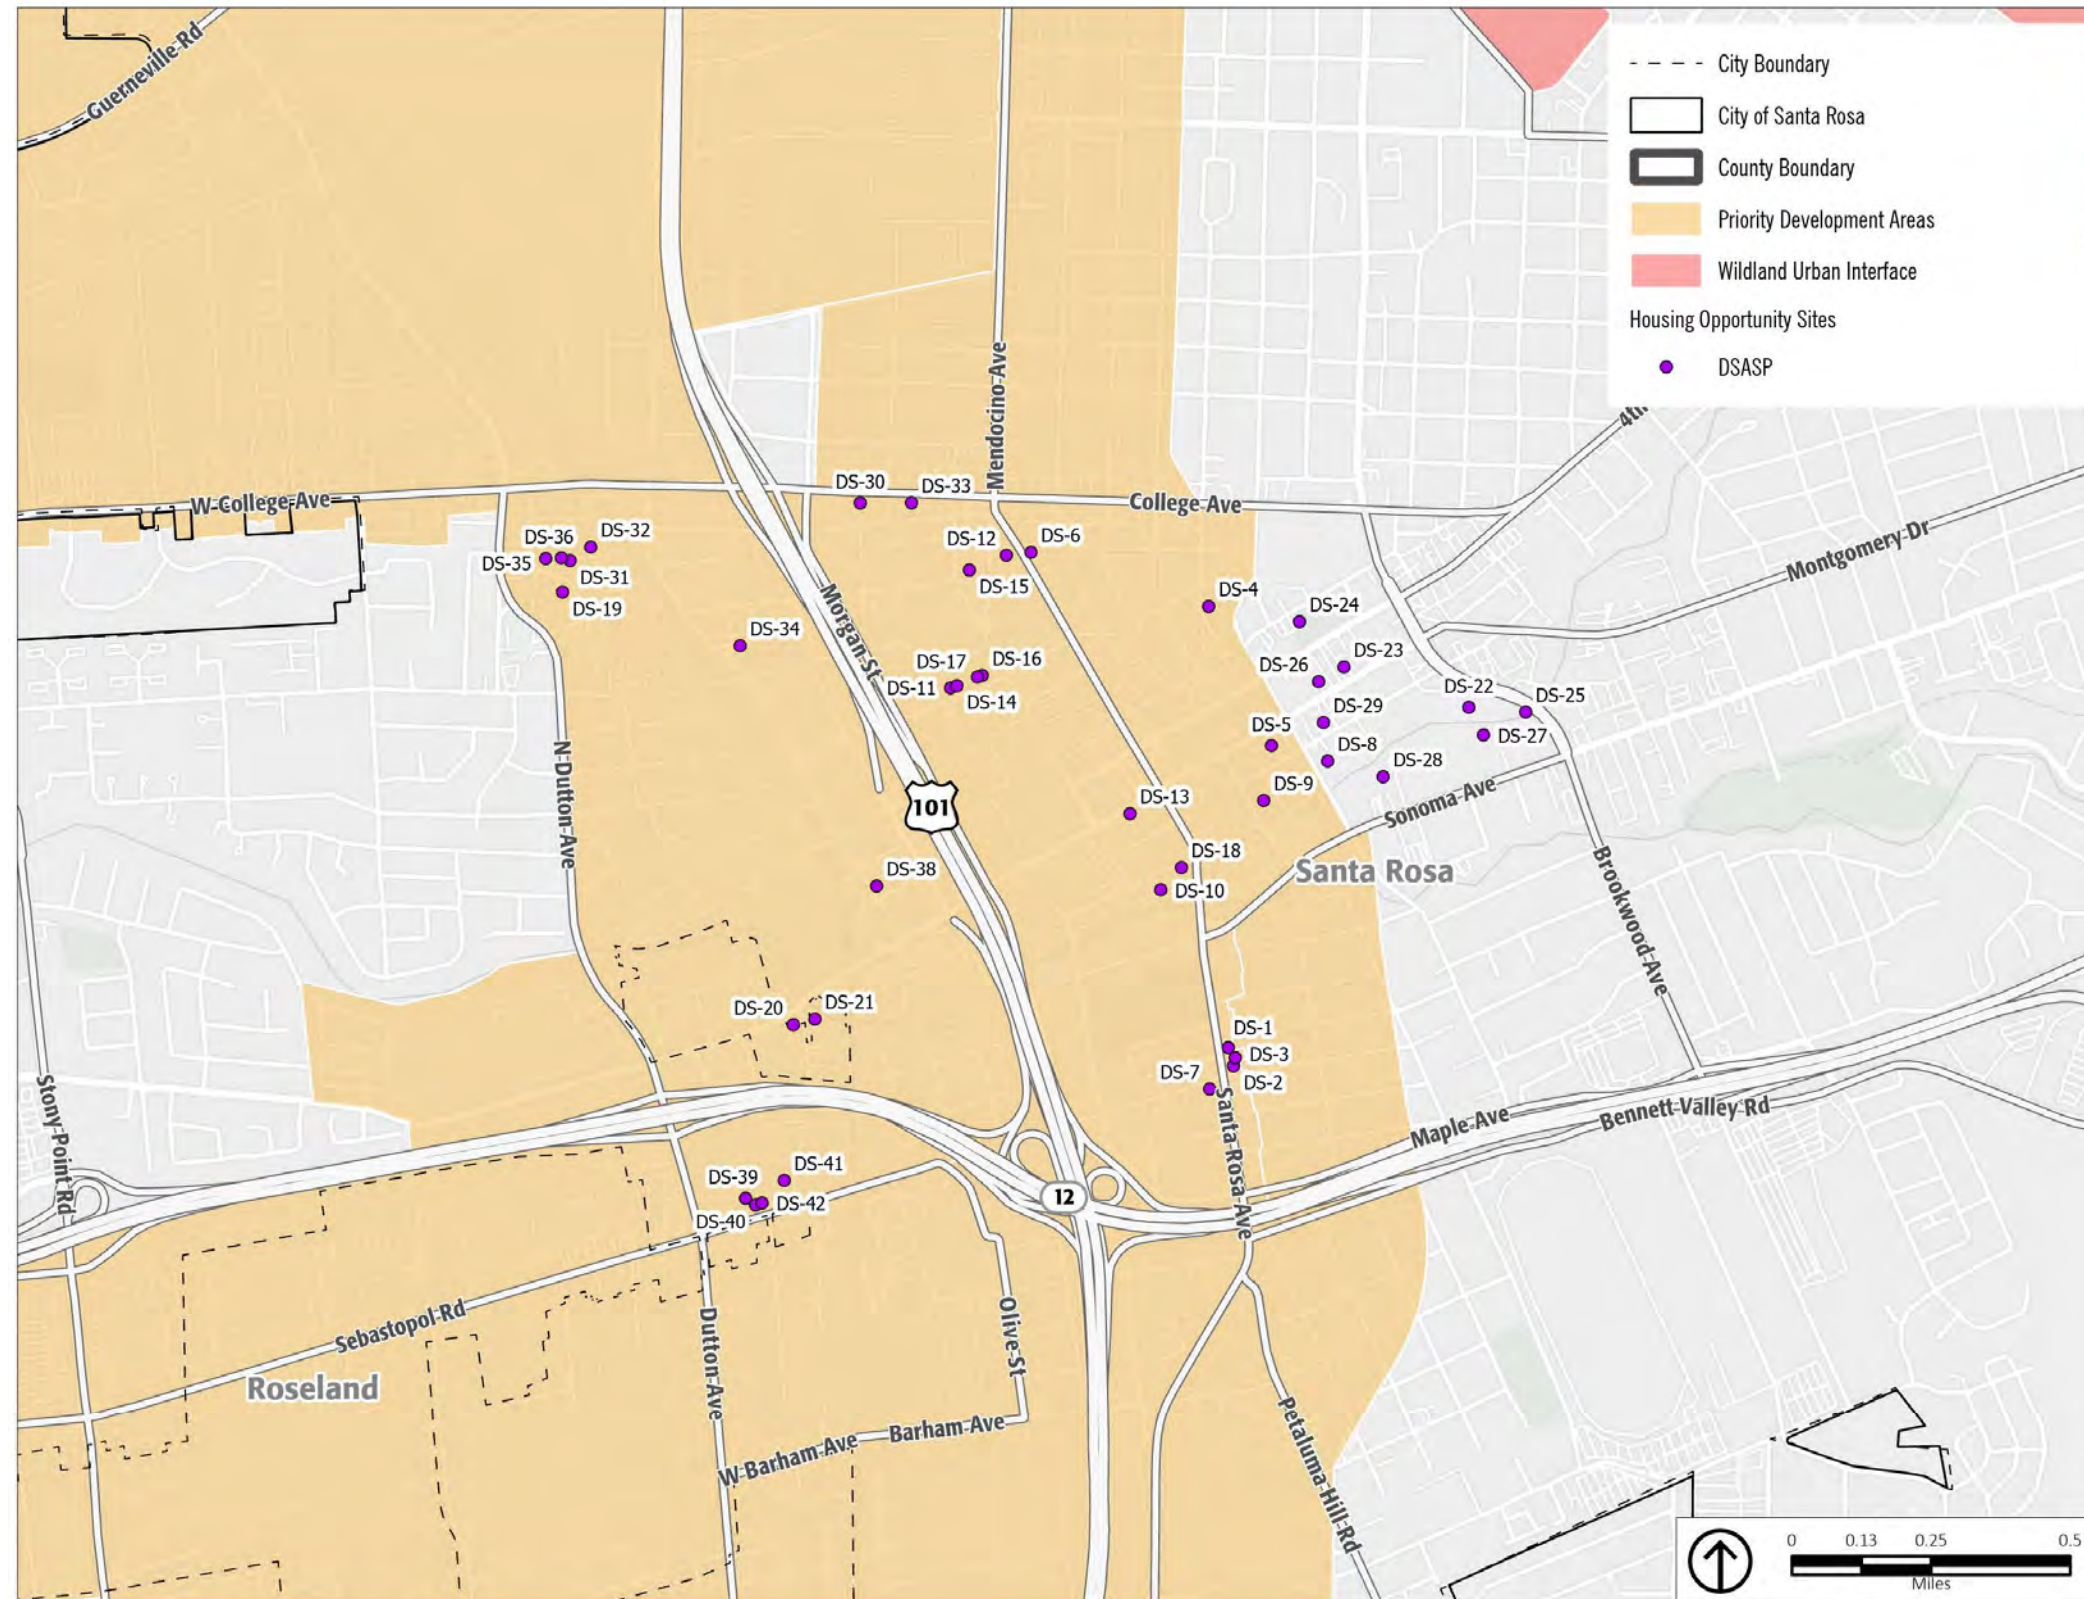 Guerneville Rd
City Boundary
City of Santa Rosa
County Boundary
Priority Development Areas
Wildland Urban Interface
Housing Opportunity Sites
DSASP
Mendocino Ave
4th
W College Ave
DS-30
DS-33
College Ave
DS-36
DS-32
DS-35
DS-31
DS-19
DS-12
DS-6
DS-15
Montgomery Dr
DS-4
DS-24
DS-34
Morgan St
DS-17
DS-16
DS-11
DS-14
DS-26
DS-23
DS-22
DS-25
DS-29
DS-5
DS-27
DS-8
DS-28
DS-9
N Dutton Ave
101
DS-13
Sonoma Ave
DS-18
DS-38
DS-10
Santa Rosa
Brookwood Ave
DS-20
DS-21
DS-1
DS-3
DS-7
DS-2
Stony Point Rd
Santa Rosa Ave
Maple Ave
Bennett Valley Rd
DS-41
DS-39
DS-42
DS-40
12
Sebastopol Rd
Roseland
Dutton Ave
Olive St
W Barham Ave
Barham Ave
Petaluma Hill Rd
0 0.13 0.25 0.5
Miles